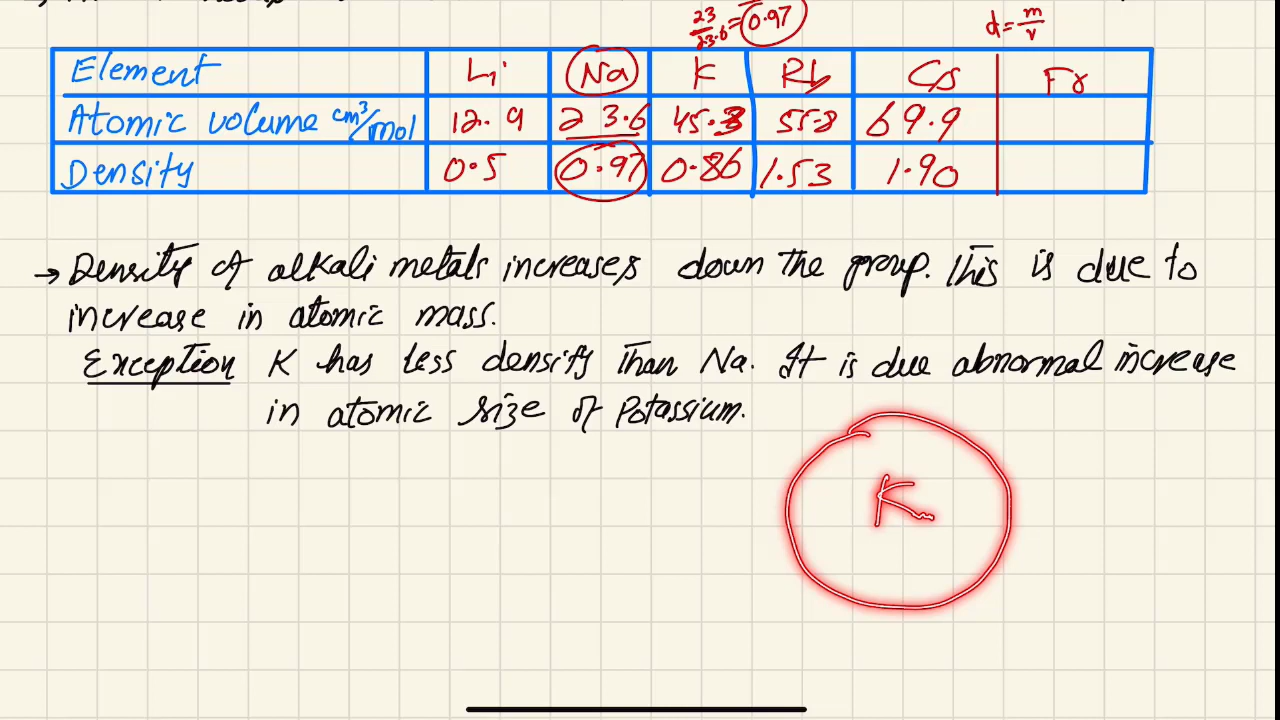 23/23.6 = 0.97
d = m/v
Element Li Na K Rb Cs Fr
Atomic volume cm³/mol 12.9 23.6 45.3 55.8 69.9
Density 0.5 0.97 0.86 1.53 1.90
→ Density of alkali metals increases down the group. This is due to
increase in atomic mass.
Exception K has less density than Na. It is due abnormal increase
in atomic size of Potassium.
K